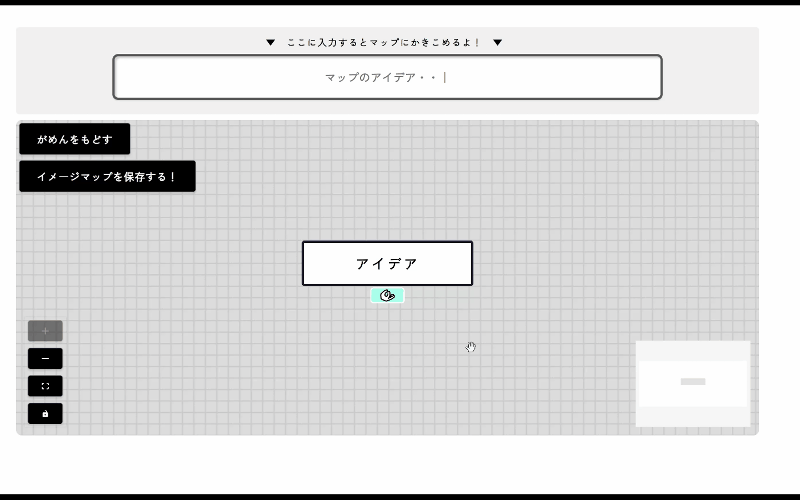 ▼ ここに入力するとマップにかきこめるよ！ ▼
マップのアイデア・・|
がめんをもどす
イメージマップを保存する！
アイデア
+
−